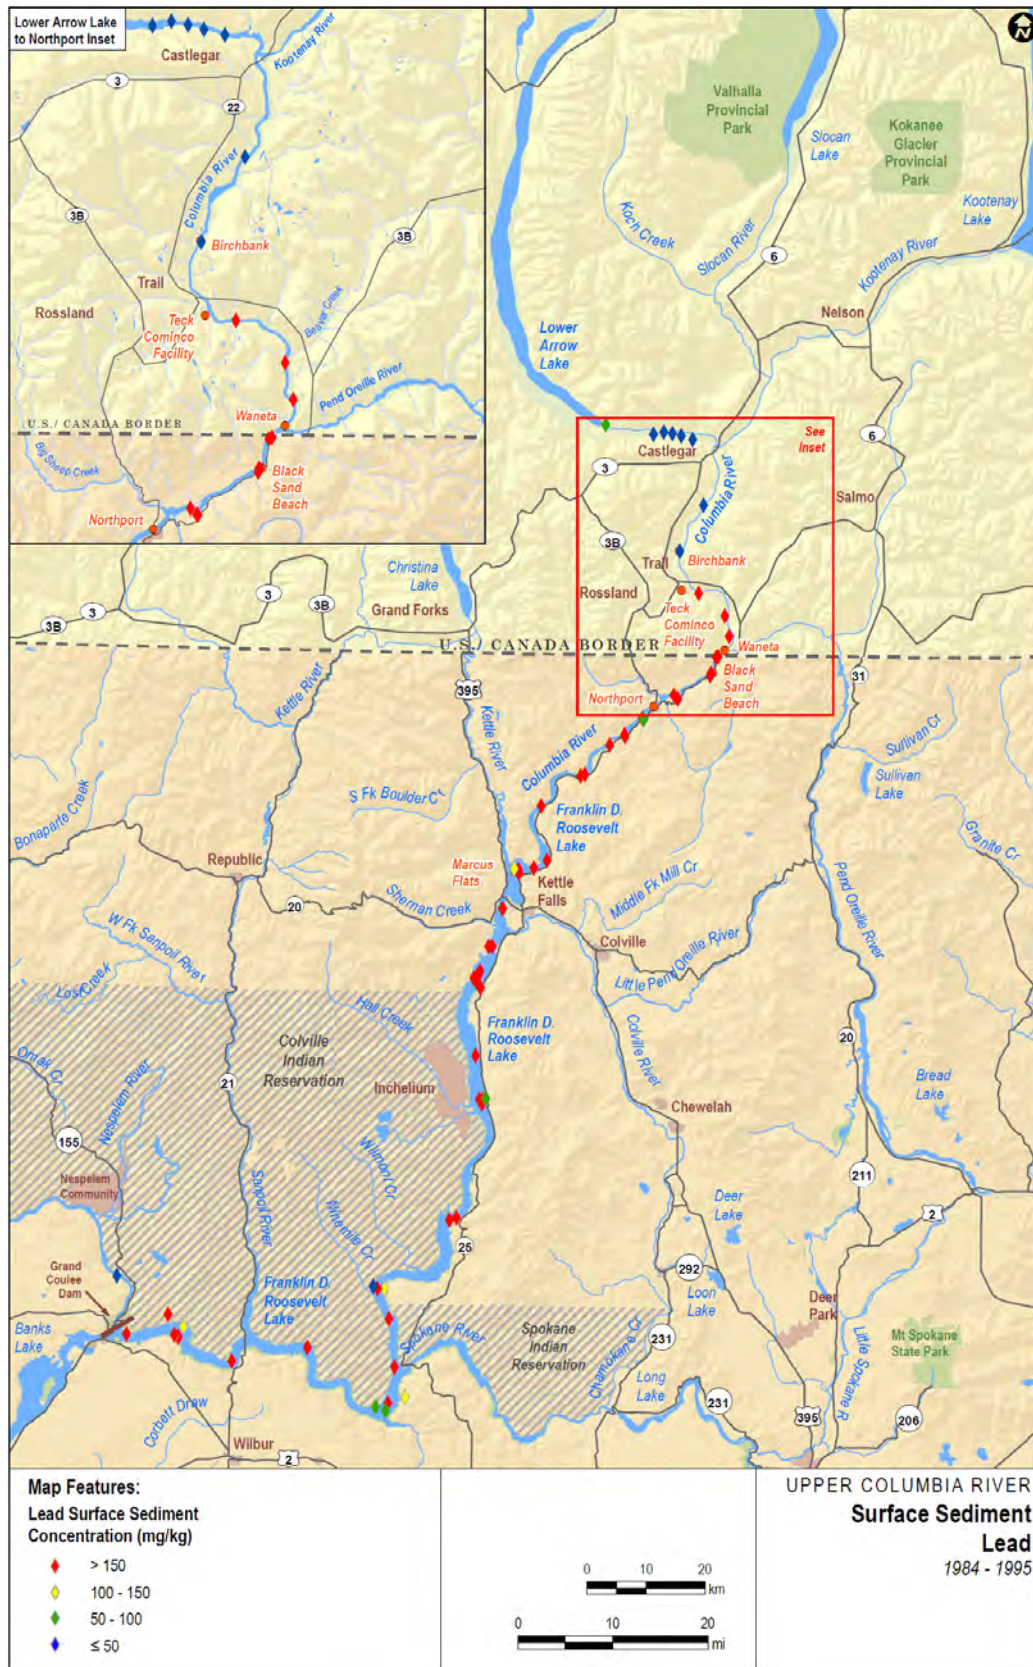 Lower Arrow Lake
to Northport Inset
Castlegar
Kootenay River
3
22
Columbia River
3B
3B
Birchbank
Trail
Rossland
Teck
Cominco
Facility
Beaver Creek
Waneta
Pend Oreille River
U.S./ CANADA BORDER
Big Sheep Creek
Black
Sand
Beach
Northport
N
Valhalla
Provincial
Park
Slocan
Lake
Kokanee
Glacier
Provincial
Park
Kootenay
Lake
Koch Creek
Slocan River
6
Kootenay River
Nelson
Lower
Arrow
Lake
See
Inset
6
Castlegar
3
Columbia River
Salmo
3B
Trail
Birchbank
Rossland
Teck
Cominco
Facility
Christina
Lake
Grand Forks
3
3B
3
3B
U.S./ CANADA BORDER
Waneta
Black
Sand
Beach
Northport
31
395
Kettle River
Kettle River
Columbia River
Sullivan Cr
Sullivan
Lake
S Fk Boulder Cr
Bonaparte Creek
Franklin D.
Roosevelt
Lake
Granite Cr
Republic
Marcus
Flats
Kettle
Falls
Middle Fk Mill Cr
Pend Oreille River
20
Sherman Creek
Colville
W Fk Sanpoil River
Little Pend Oreille River
Lost Creek
Hall Creek
Franklin D.
Roosevelt
Lake
Colville
Indian
Reservation
Colville River
20
Omak Cr
Nespelem River
21
Inchelium
Bread
Lake
Chewelah
155
Wilmont Cr
Nespelem
Community
Sanpoil River
Ninemile Cr
211
Deer
Lake
2
25
Grand
Coulee
Dam
292
Franklin D.
Roosevelt
Lake
Loon
Lake
Deer
Park
Banks
Lake
Spokane River
Spokane
Indian
Reservation
Chamokane Cr
231
Little Spokane R
Mt Spokane
State Park
Long
Lake
231
Corbett Draw
395
206
Wilbur
2
Map Features:
Lead Surface Sediment
Concentration (mg/kg)
> 150
100 - 150
50 - 100
≤ 50
0 10 20
km
0 10 20
mi
UPPER COLUMBIA RIVER
Surface Sediment
Lead
1984 - 1995